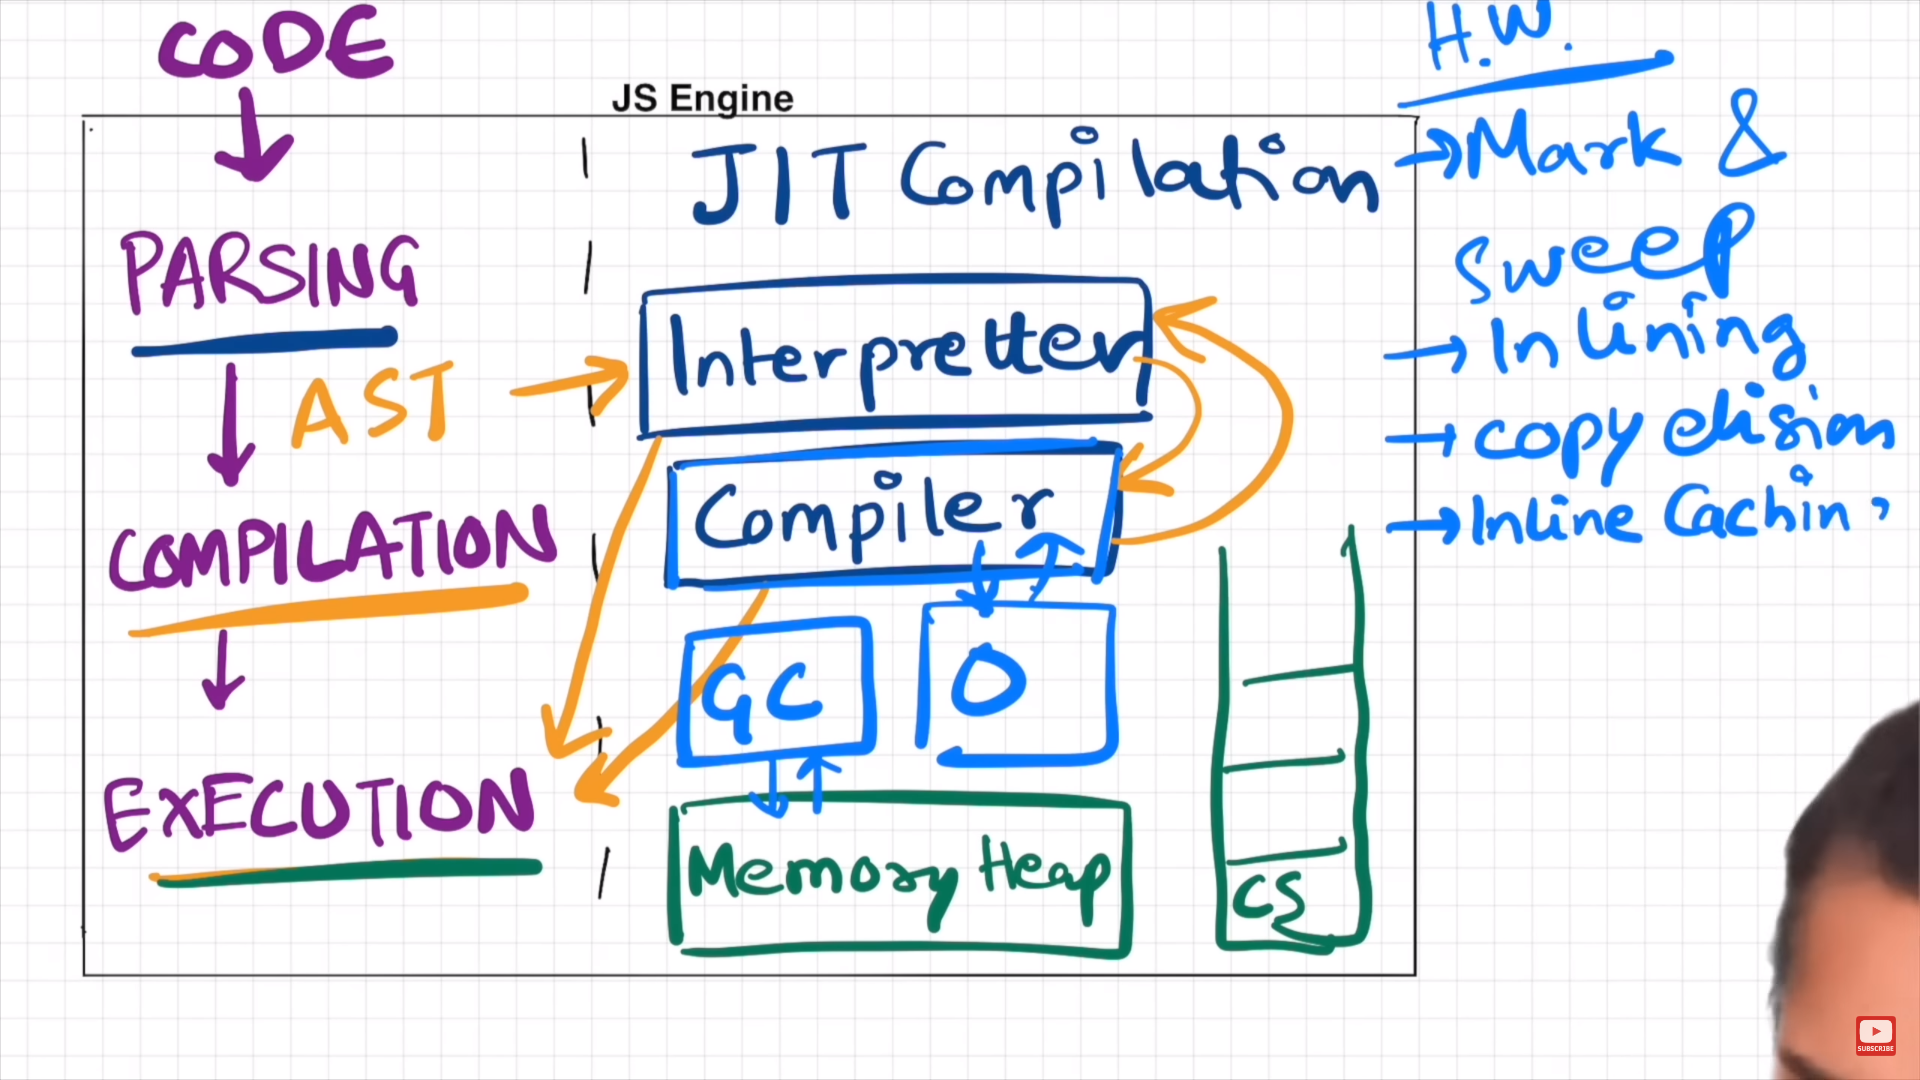 CODE
JS Engine
JIT Compilation
PARSING
AST
Interpretter
COMPILATION
Compiler
GC
O
EXECUTION
Memory Heap
CS
H.W.
Mark &
Sweep
Inlining
copy elision
Inline Cachin
SUBSCRIBE